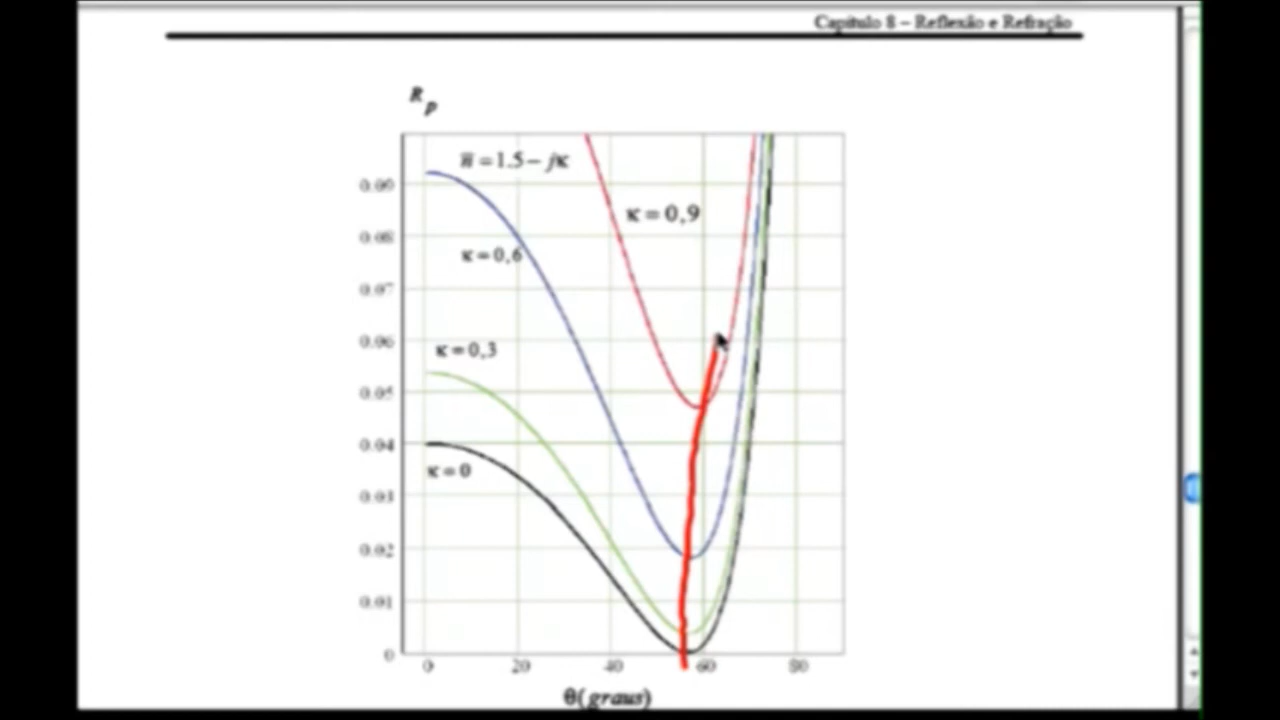 Capítulo 8 – Reflexão e Refração
R p
n̅ = 1.5 – jκ
0.09
κ = 0,9
0.08
κ = 0,6
0.07
0.06
κ = 0,3
0.05
0.04
κ = 0
0.03
0.02
0.01
0
0 20 40 60 80
θ(graus)